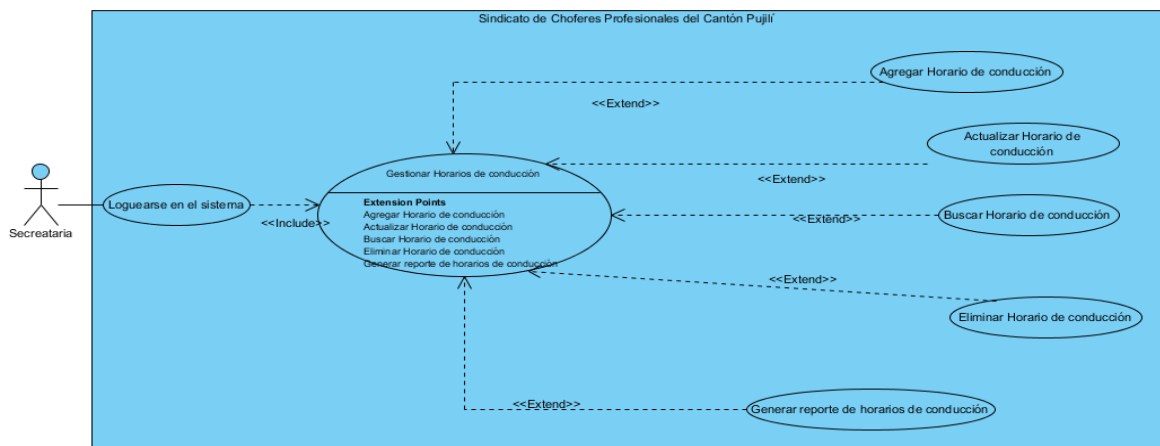 Sindicato de Choferes Profesionales del Cantón Pujilí
Agregar Horario de conducción
<<Extend>>
Actualizar Horario de
conducción
<<Extend>>
Gestionar Horarios de conducción
Extension Points
Agregar Horario de conducción
Actualizar Horario de conducción
Buscar Horario de conducción
Eliminar Horario de conducción
Generar reporte de horarios de conducción
Loguearse en el sistema
<<Include>>
Secreataria
Buscar Horario de conducción
<<Extend>>
<<Extend>>
Eliminar Horario de conducción
<<Extend>>
Generar reporte de horarios de conducción